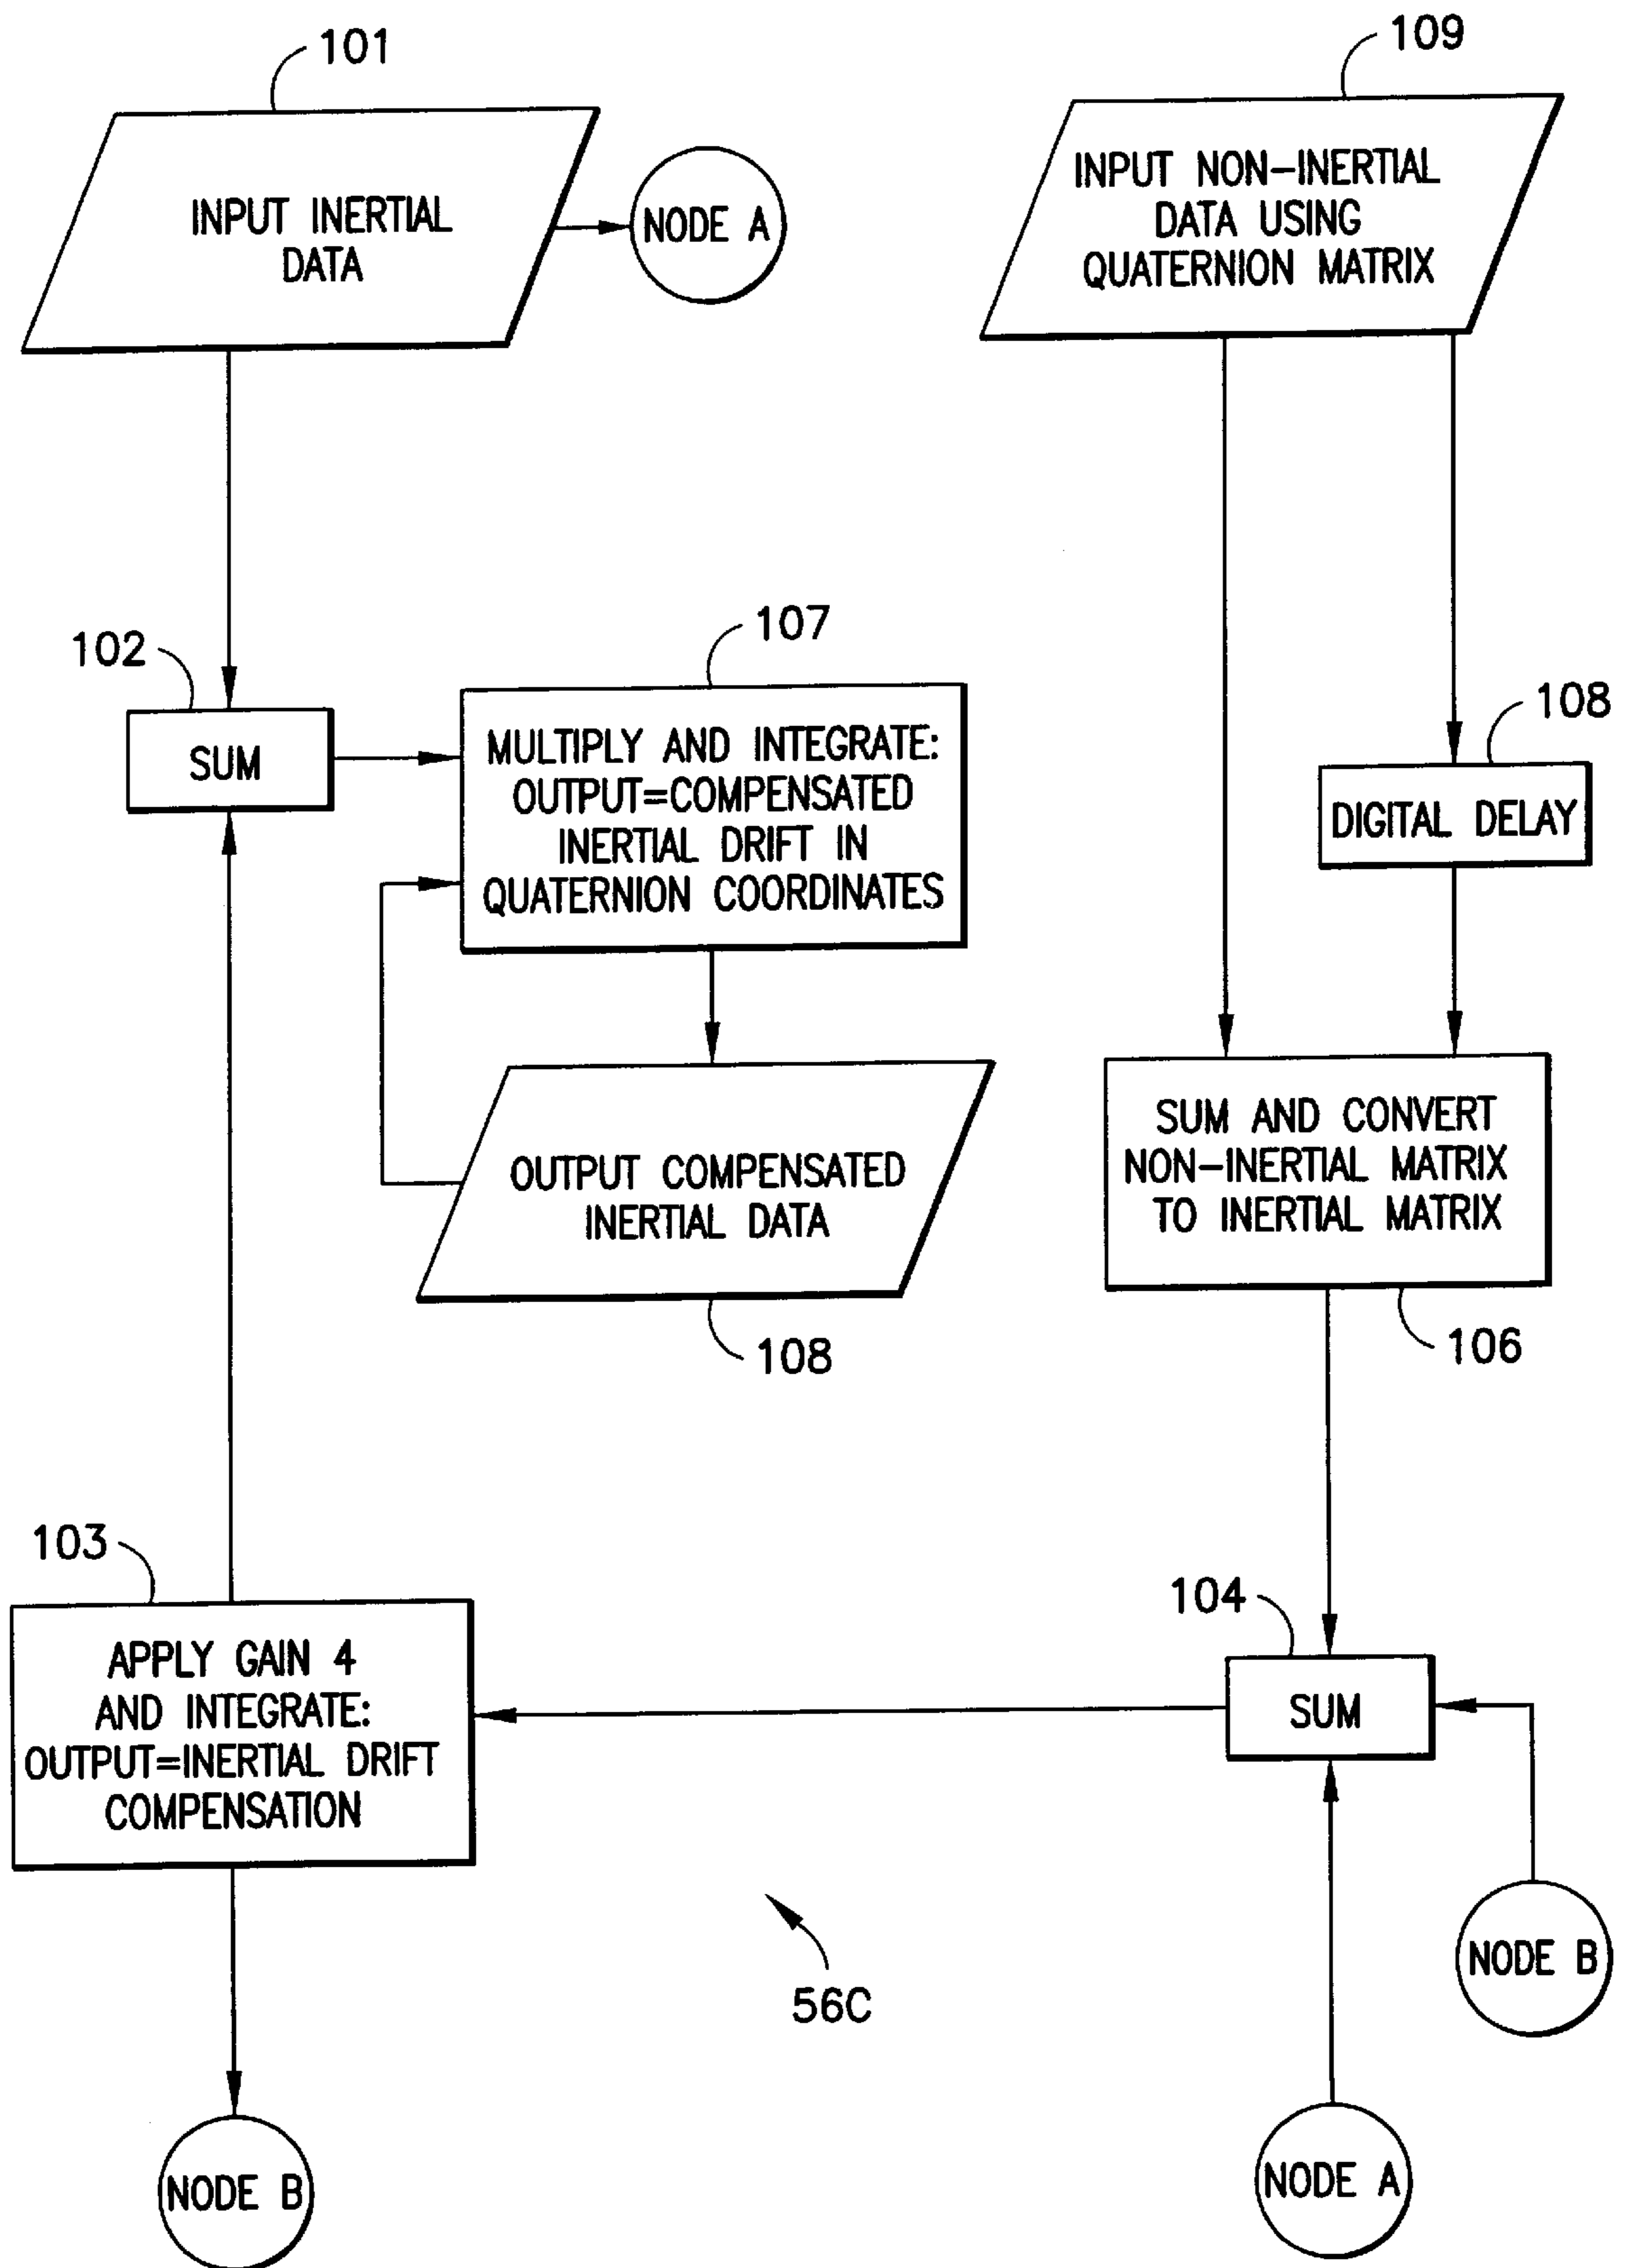 101
INPUT INERTIAL
DATA
NODE A
109
INPUT NON-INERTIAL
DATA USING
QUATERNION MATRIX
102
SUM
107
MULTIPLY AND INTEGRATE:
OUTPUT=COMPENSATED
INERTIAL DRIFT IN
QUATERNION COORDINATES
108
DIGITAL DELAY
OUTPUT COMPENSATED
INERTIAL DATA
108
SUM AND CONVERT
NON-INERTIAL MATRIX
TO INERTIAL MATRIX
106
103
APPLY GAIN 4
AND INTEGRATE:
OUTPUT=INERTIAL DRIFT
COMPENSATION
104
SUM
56C
NODE B
NODE B
NODE A